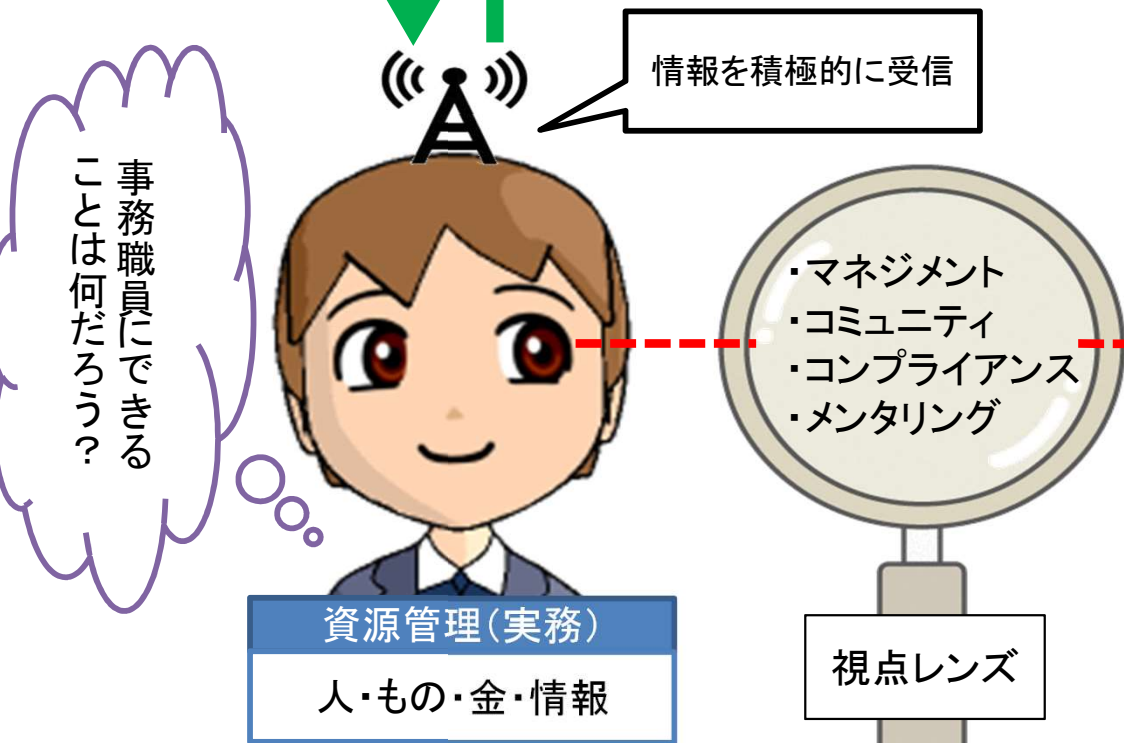 情報を積極的に受信
事務職員にできる
ことは何だろう？
・マネジメント
・コミュニティ
・コンプライアンス
・メンタリング
資源管理（実務）
人・もの・金・情報
視点レンズ